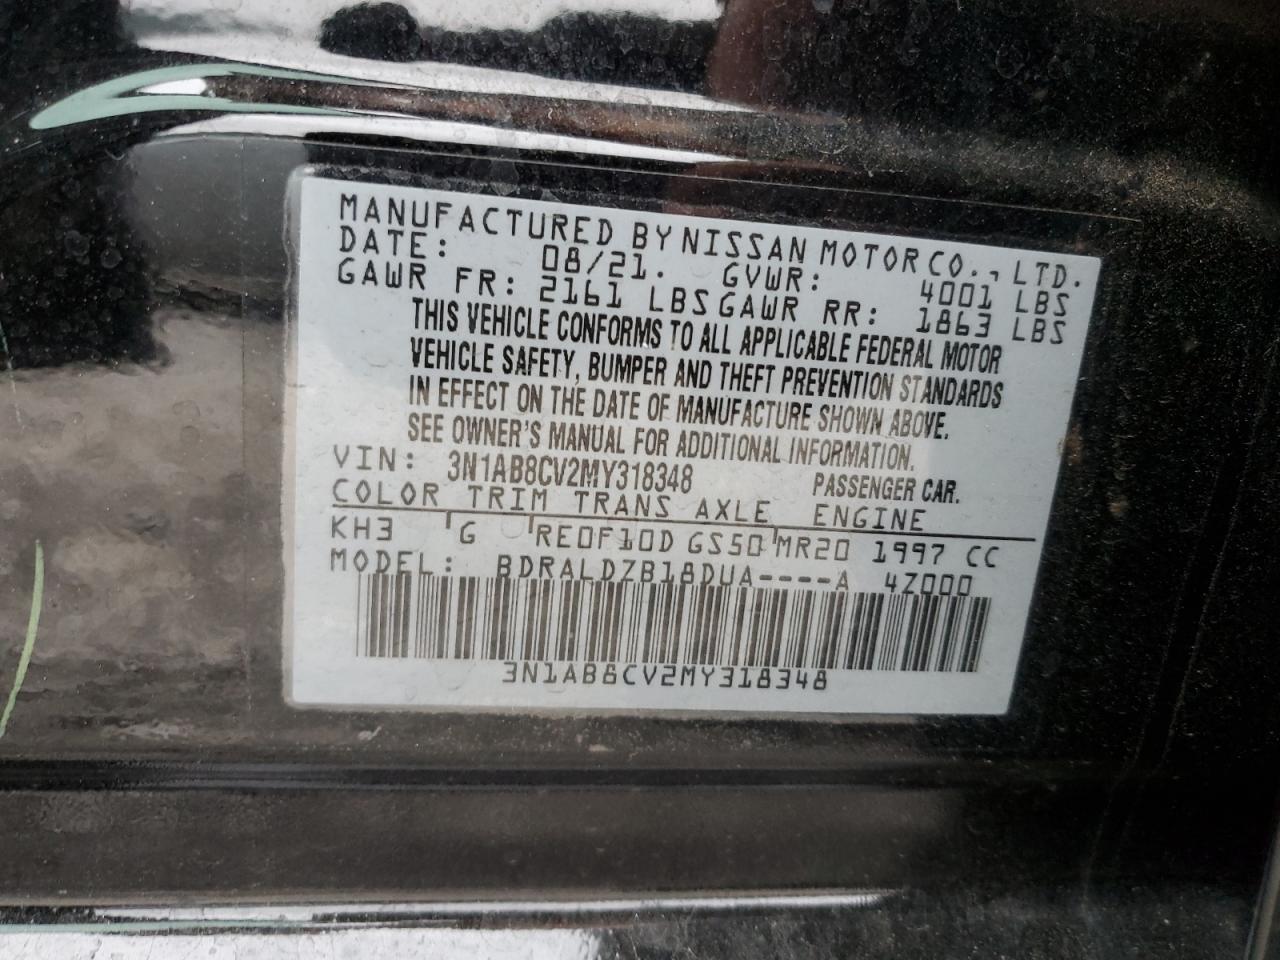 MANUFACTURED BY NISSAN MOTOR CO., LTD.
DATE: 08/21. GVWR: 4001 LBS
GAWR FR: 2161 LBS GAWR RR: 1863 LBS
THIS VEHICLE CONFORMS TO ALL APPLICABLE FEDERAL MOTOR
VEHICLE SAFETY, BUMPER AND THEFT PREVENTION STANDARDS
IN EFFECT ON THE DATE OF MANUFACTURE SHOWN ABOVE.
SEE OWNER'S MANUAL FOR ADDITIONAL INFORMATION.
VIN: 3N1AB8CV2MY318348 PASSENGER CAR.
COLOR TRIM TRANS AXLE ENGINE
KH3 G RE0F10D GS50 MR20 1997 CC
MODEL: BDRALDZB18DUA----A 4Z000
3N1AB8CV2MY318348